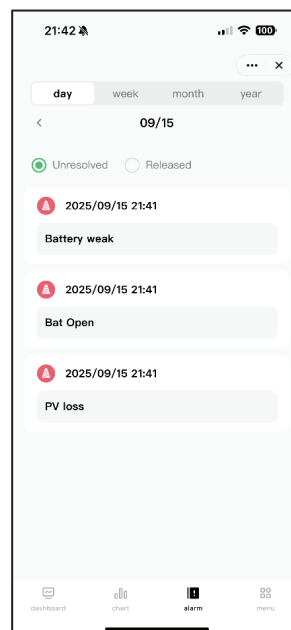 21:42
100
day week month year
09/15
Unresolved Released
2025/09/15 21:41
Battery weak
2025/09/15 21:41
Bat Open
2025/09/15 21:41
PV loss
dashboard chart alarm menu